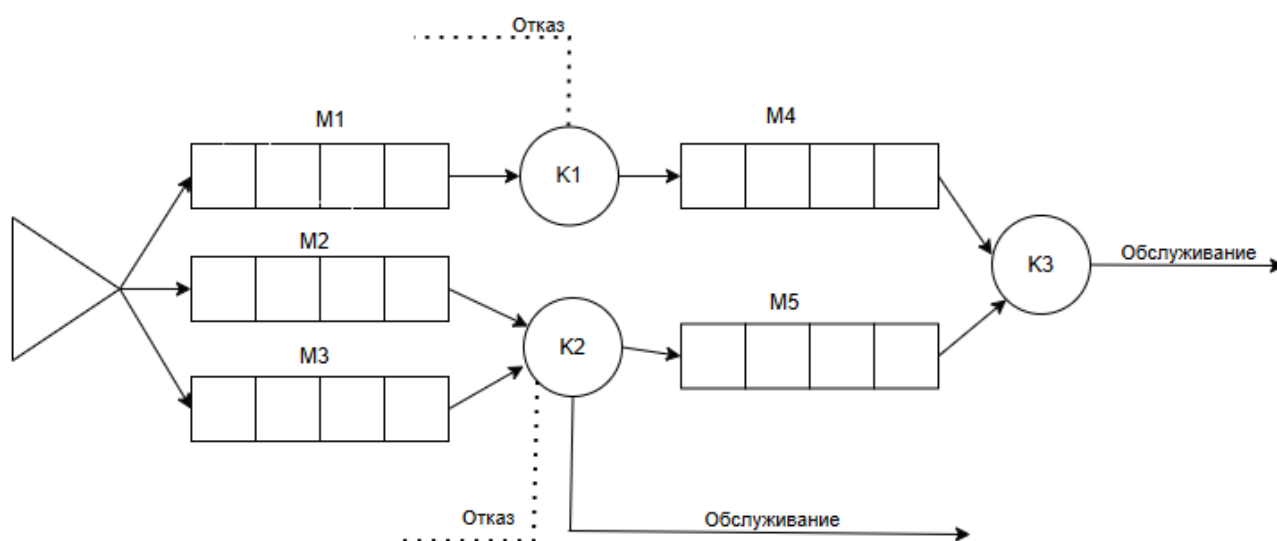 Отказ
M1
M4
K1
M2
K3
Обслуживание
M5
K2
M3
Отказ
Обслуживание